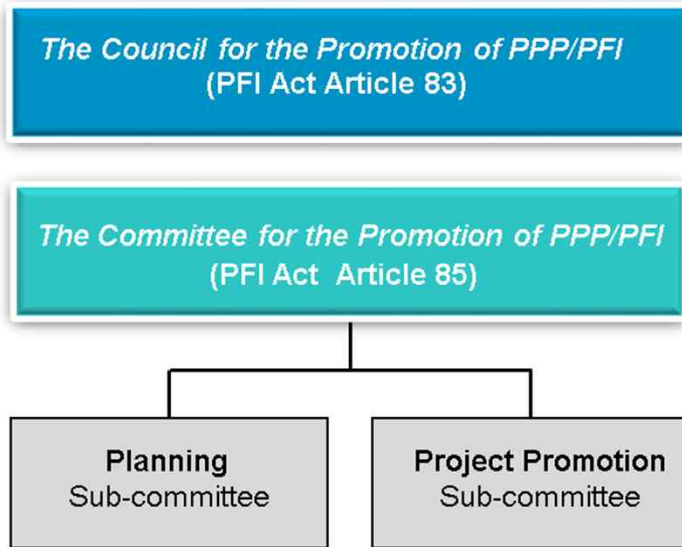 The Council for the Promotion of PPP/PFI
(PFI Act Article 83)
The Committee for the Promotion of PPP/PFI
(PFI Act Article 85)
Planning
Sub-committee
Project Promotion
Sub-committee